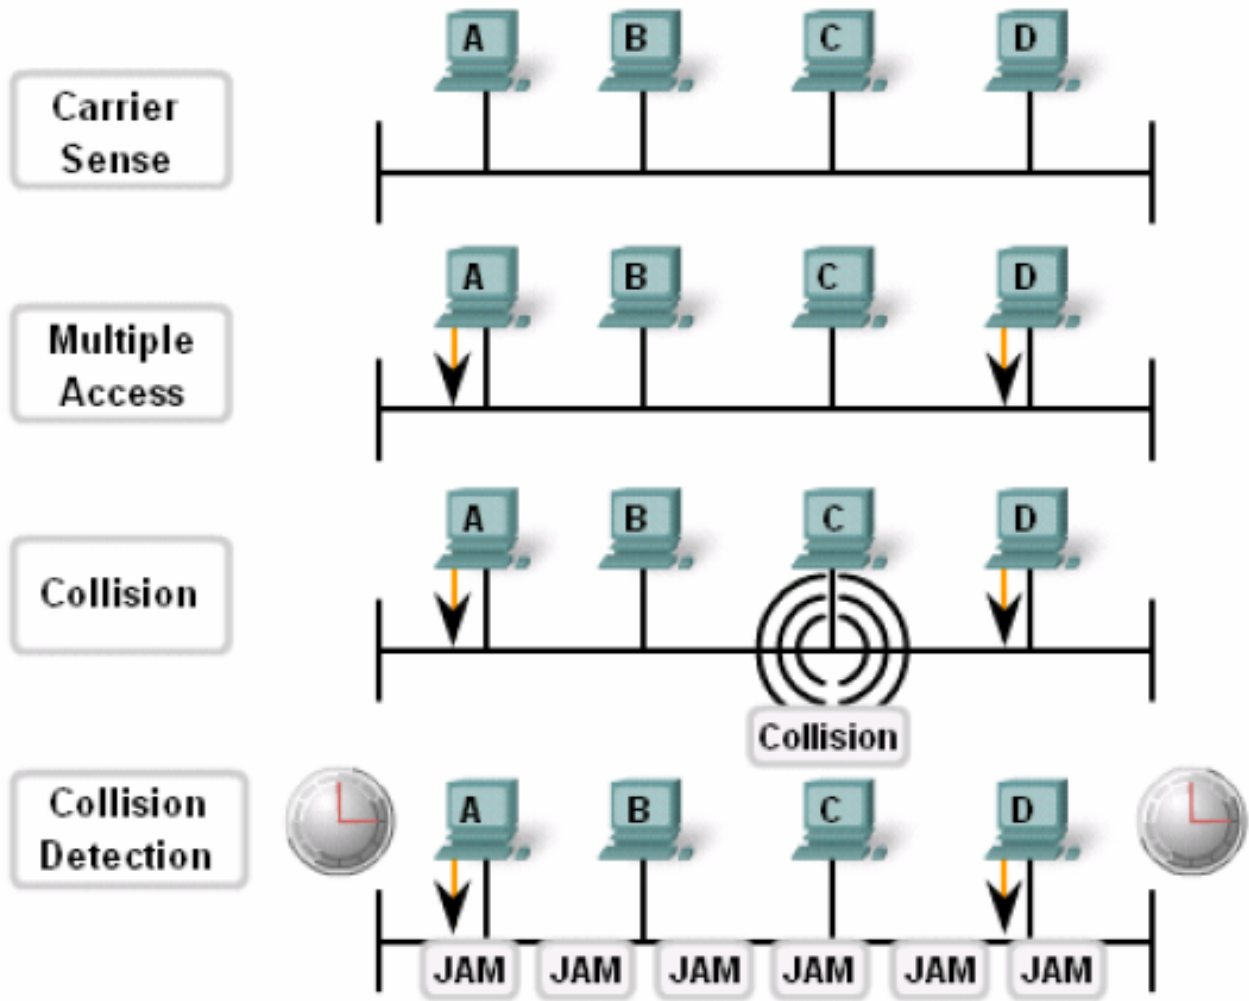 A B C D
Carrier
Sense
A B C D
Multiple
Access
A B C D
Collision
Collision
A B C D
Collision
Detection
JAM JAM JAM JAM JAM JAM